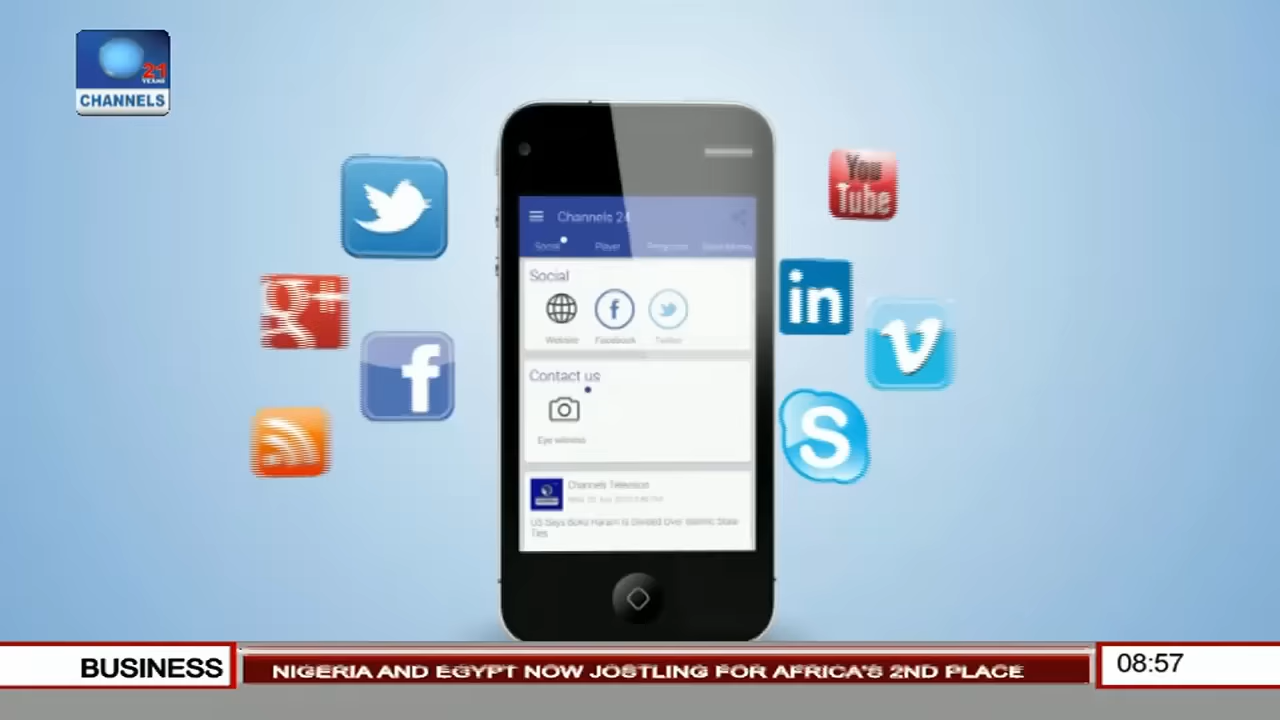 21
YEARS
CHANNELS
You
Tube
g+
in
f
v
S
Channels 24
Social
Player
Social
f
Website
Facebook
Twitter
Contact us
Eye witness
Channels Television
US Says Boko Haram Is Divided Over Islamic State
Ties
BUSINESS
NIGERIA AND EGYPT NOW JOSTLING FOR AFRICA'S 2ND PLACE
08:57